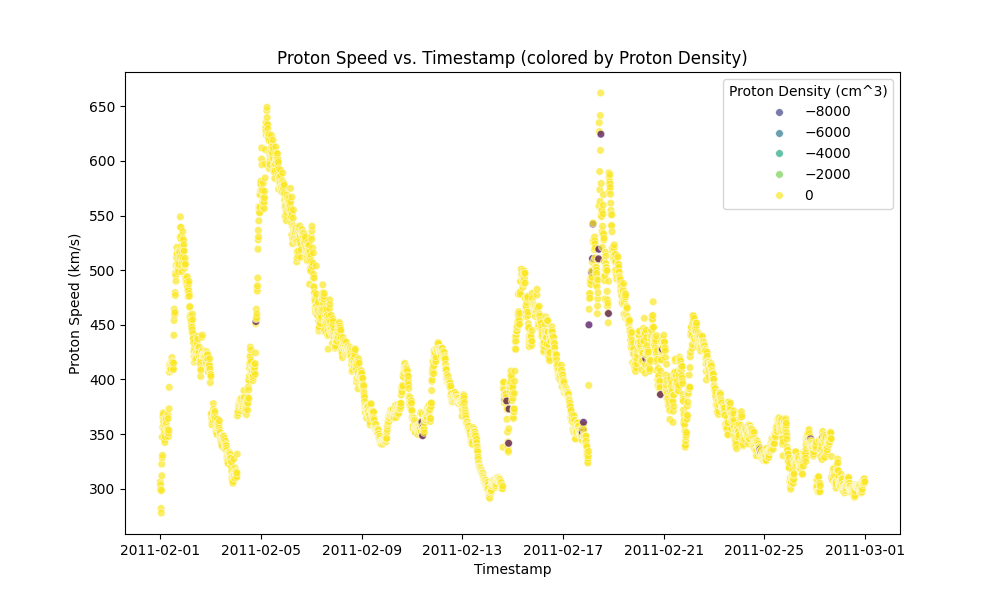 Proton Speed vs. Timestamp (colored by Proton Density)
Proton Density (cm^3)
−8000
−6000
−4000
−2000
0
Proton Speed (km/s)
650
600
550
500
450
400
350
300
2011-02-01 2011-02-05 2011-02-09 2011-02-13 2011-02-17 2011-02-21 2011-02-25 2011-03-01
Timestamp